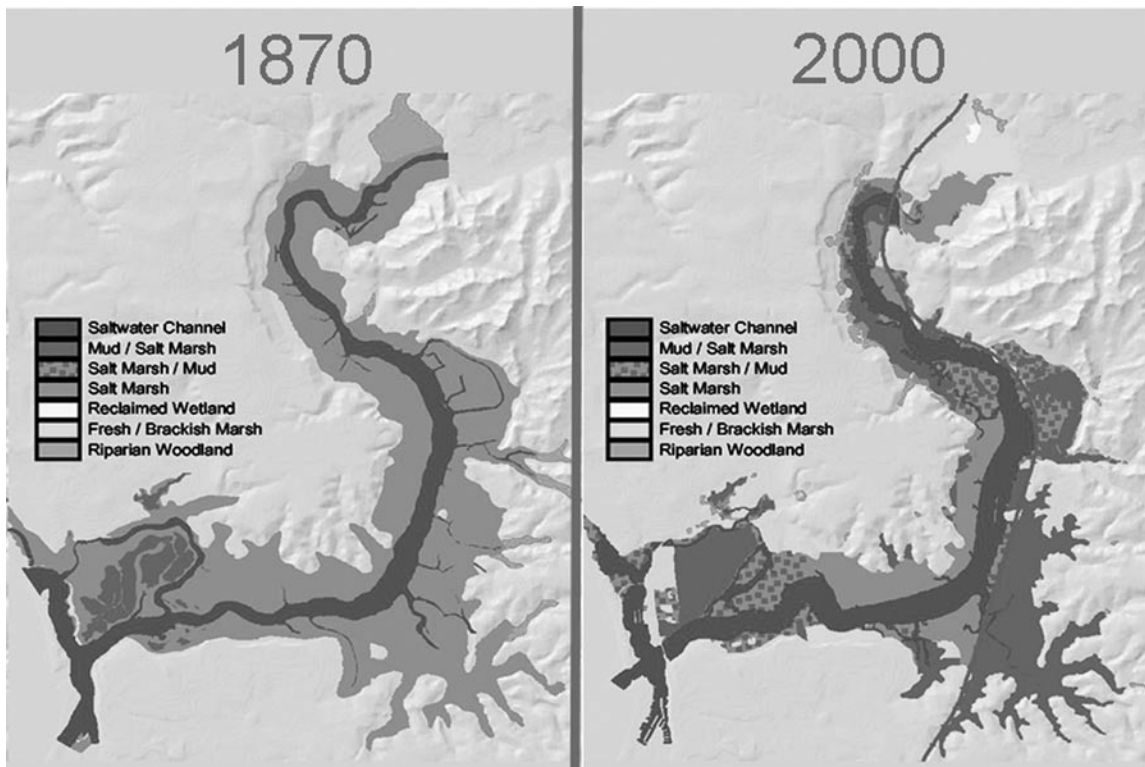 1870
Saltwater Channel
Mud / Salt Marsh
Salt Marsh / Mud
Salt Marsh
Reclaimed Wetland
Fresh / Brackish Marsh
Riparian Woodland
2000
Saltwater Channel
Mud / Salt Marsh
Salt Marsh / Mud
Salt Marsh
Reclaimed Wetland
Fresh / Brackish Marsh
Riparian Woodland